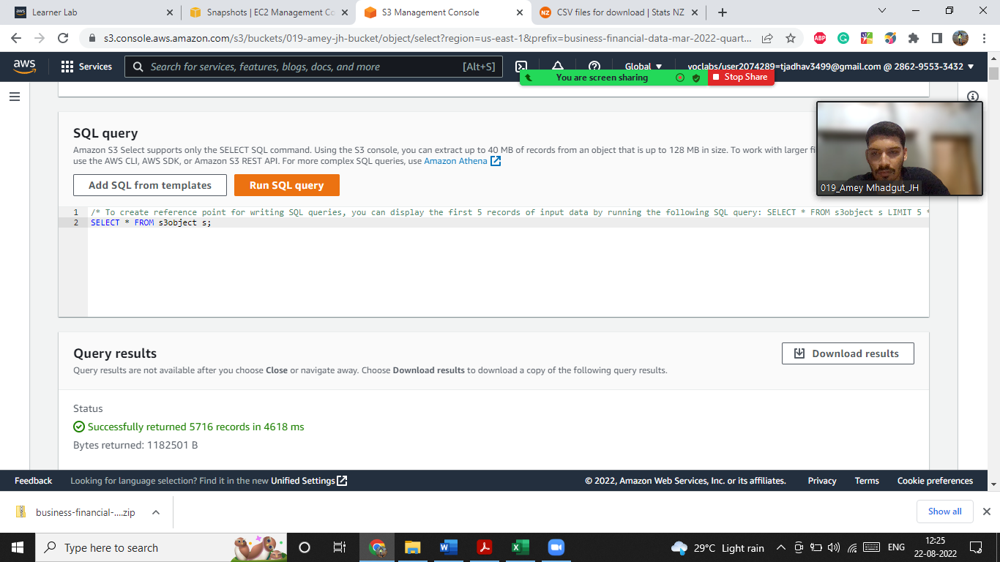 Learner Lab
Snapshots | EC2 Management Co
S3 Management Console
CSV files for download | Stats NZ
s3.console.aws.amazon.com/s3/buckets/019-amey-jh-bucket/object/select?region=us-east-1&prefix=business-financial-data-mar-2022-quart...
ABP
aws
Services
Search for services, features, blogs, docs, and more
[Alt+S]
Global
voclabs/user2074289=tjadhav3499@gmail.com @ 2862-9553-3432
You are screen sharing
Stop Share
SQL query
Amazon S3 Select supports only the SELECT SQL command. Using the S3 console, you can extract up to 40 MB of records from an object that is up to 128 MB in size. To work with larger
use the AWS CLI, AWS SDK, or Amazon S3 REST API. For more complex SQL queries, use Amazon Athena
Add SQL from templates
Run SQL query
019_Amey Mhadgut_JH
1 /* To create reference point for writing SQL queries, you can display the first 5 records of input data by running the following SQL query: SELECT * FROM s3object s LIMIT 5 *
2 SELECT * FROM s3object s;
Query results
Download results
Query results are not available after you choose Close or navigate away. Choose Download results to download a copy of the following query results.
Status
Successfully returned 5716 records in 4618 ms
Bytes returned: 1182501 B
Feedback
Looking for language selection? Find it in the new Unified Settings
© 2022, Amazon Web Services, Inc. or its affiliates.
Privacy
Terms
Cookie preferences
business-financial-....zip
Show all
Type here to search
29°C Light rain
ENG
12:25
22-08-2022